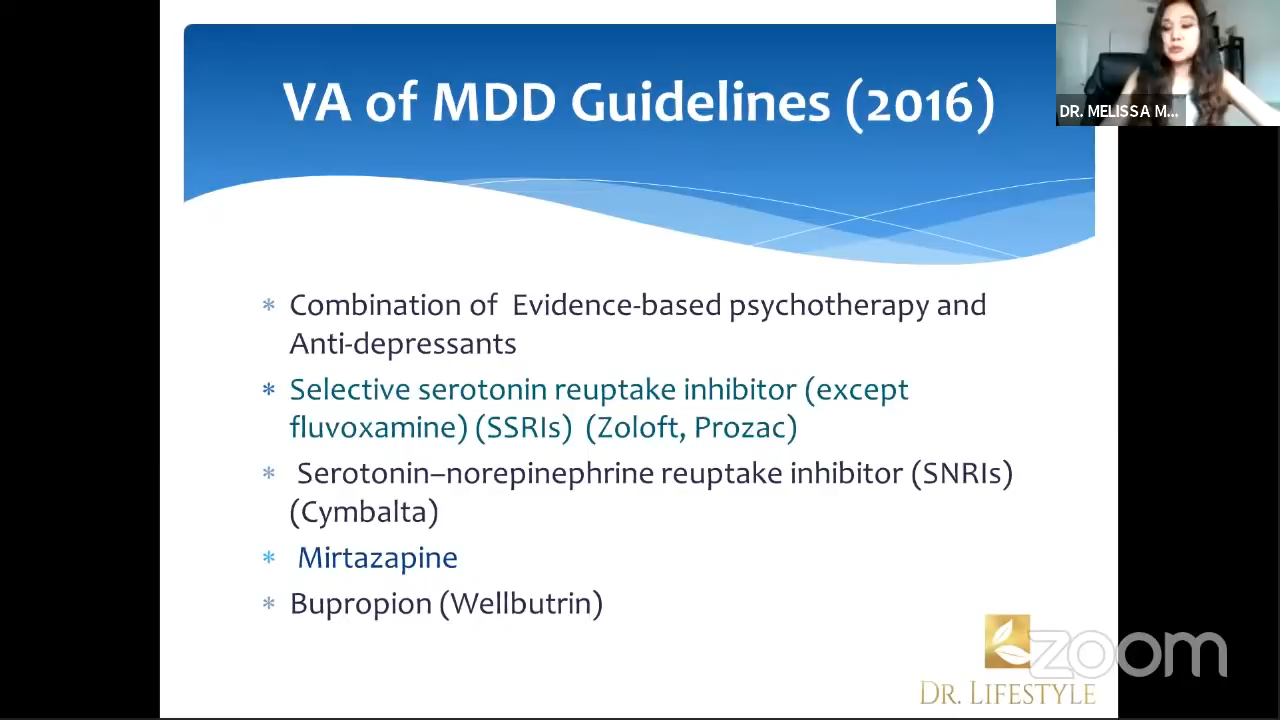 VA of MDD Guidelines (2016)
DR. MELISSA M...
* Combination of Evidence-based psychotherapy and
Anti-depressants
* Selective serotonin reuptake inhibitor (except
fluvoxamine) (SSRIs) (Zoloft, Prozac)
* Serotonin–norepinephrine reuptake inhibitor (SNRIs)
(Cymbalta)
* Mirtazapine
* Bupropion (Wellbutrin)
zoom
DR. LIFESTYLE